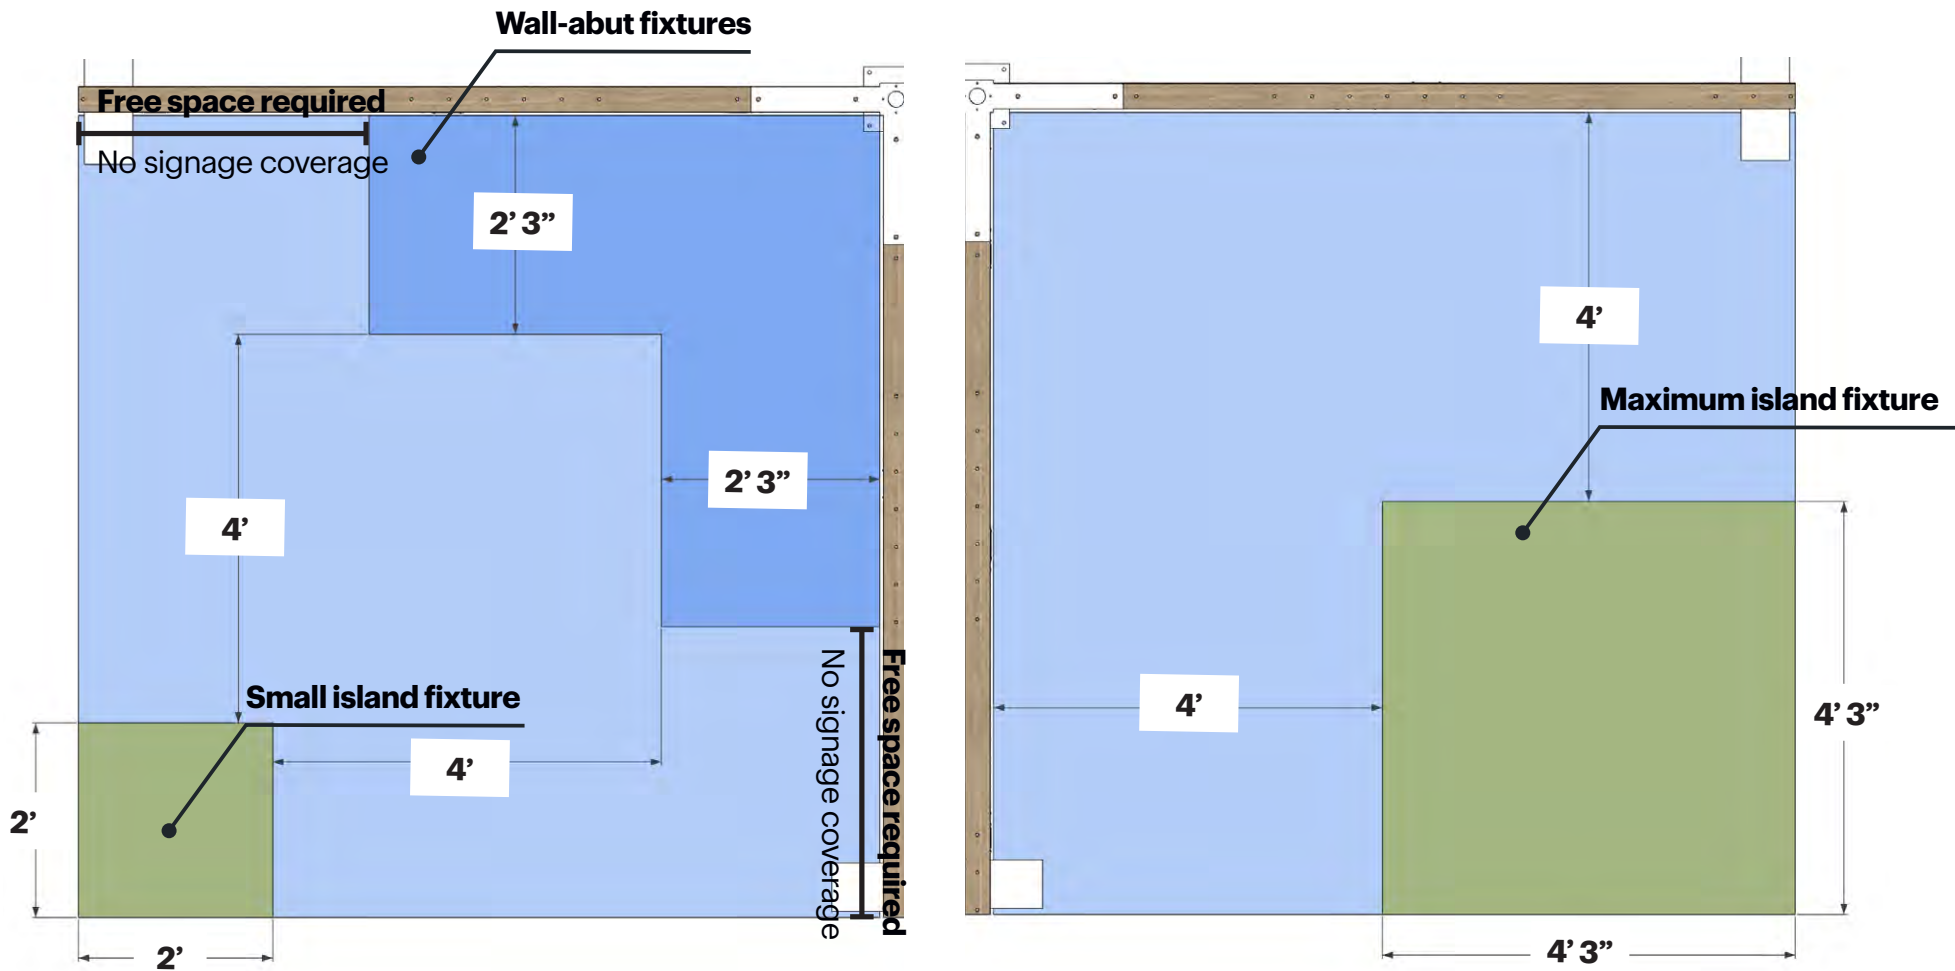 Wall-abut fixtures
Free space required
No signage coverage
2’ 3”
2’ 3”
4’
Small island fixture
4’
2’
2’
Free space required
No signage coverage
4’
Maximum island fixture
4’
4’ 3”
4’ 3”